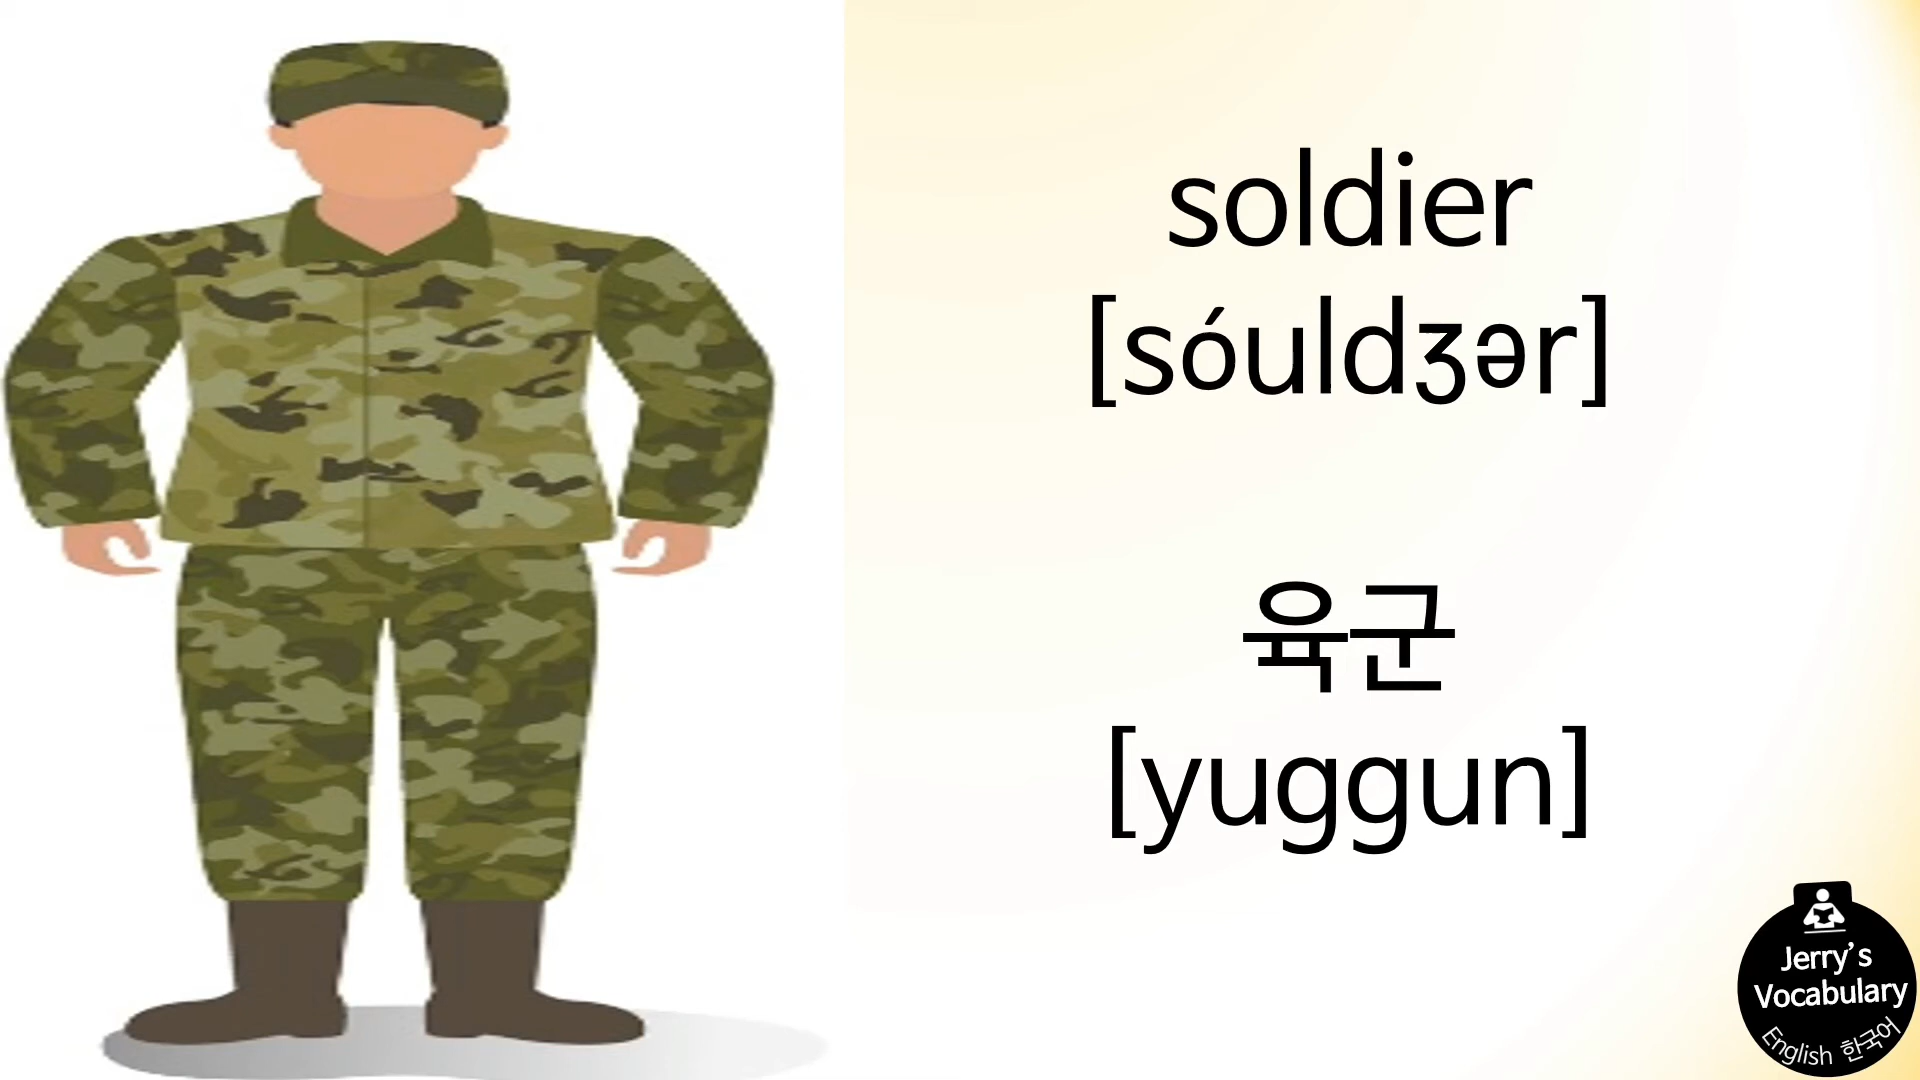 soldier
[sóuldʒər]
육군
[yuggun]
Jerry's
Vocabulary
English 한국어